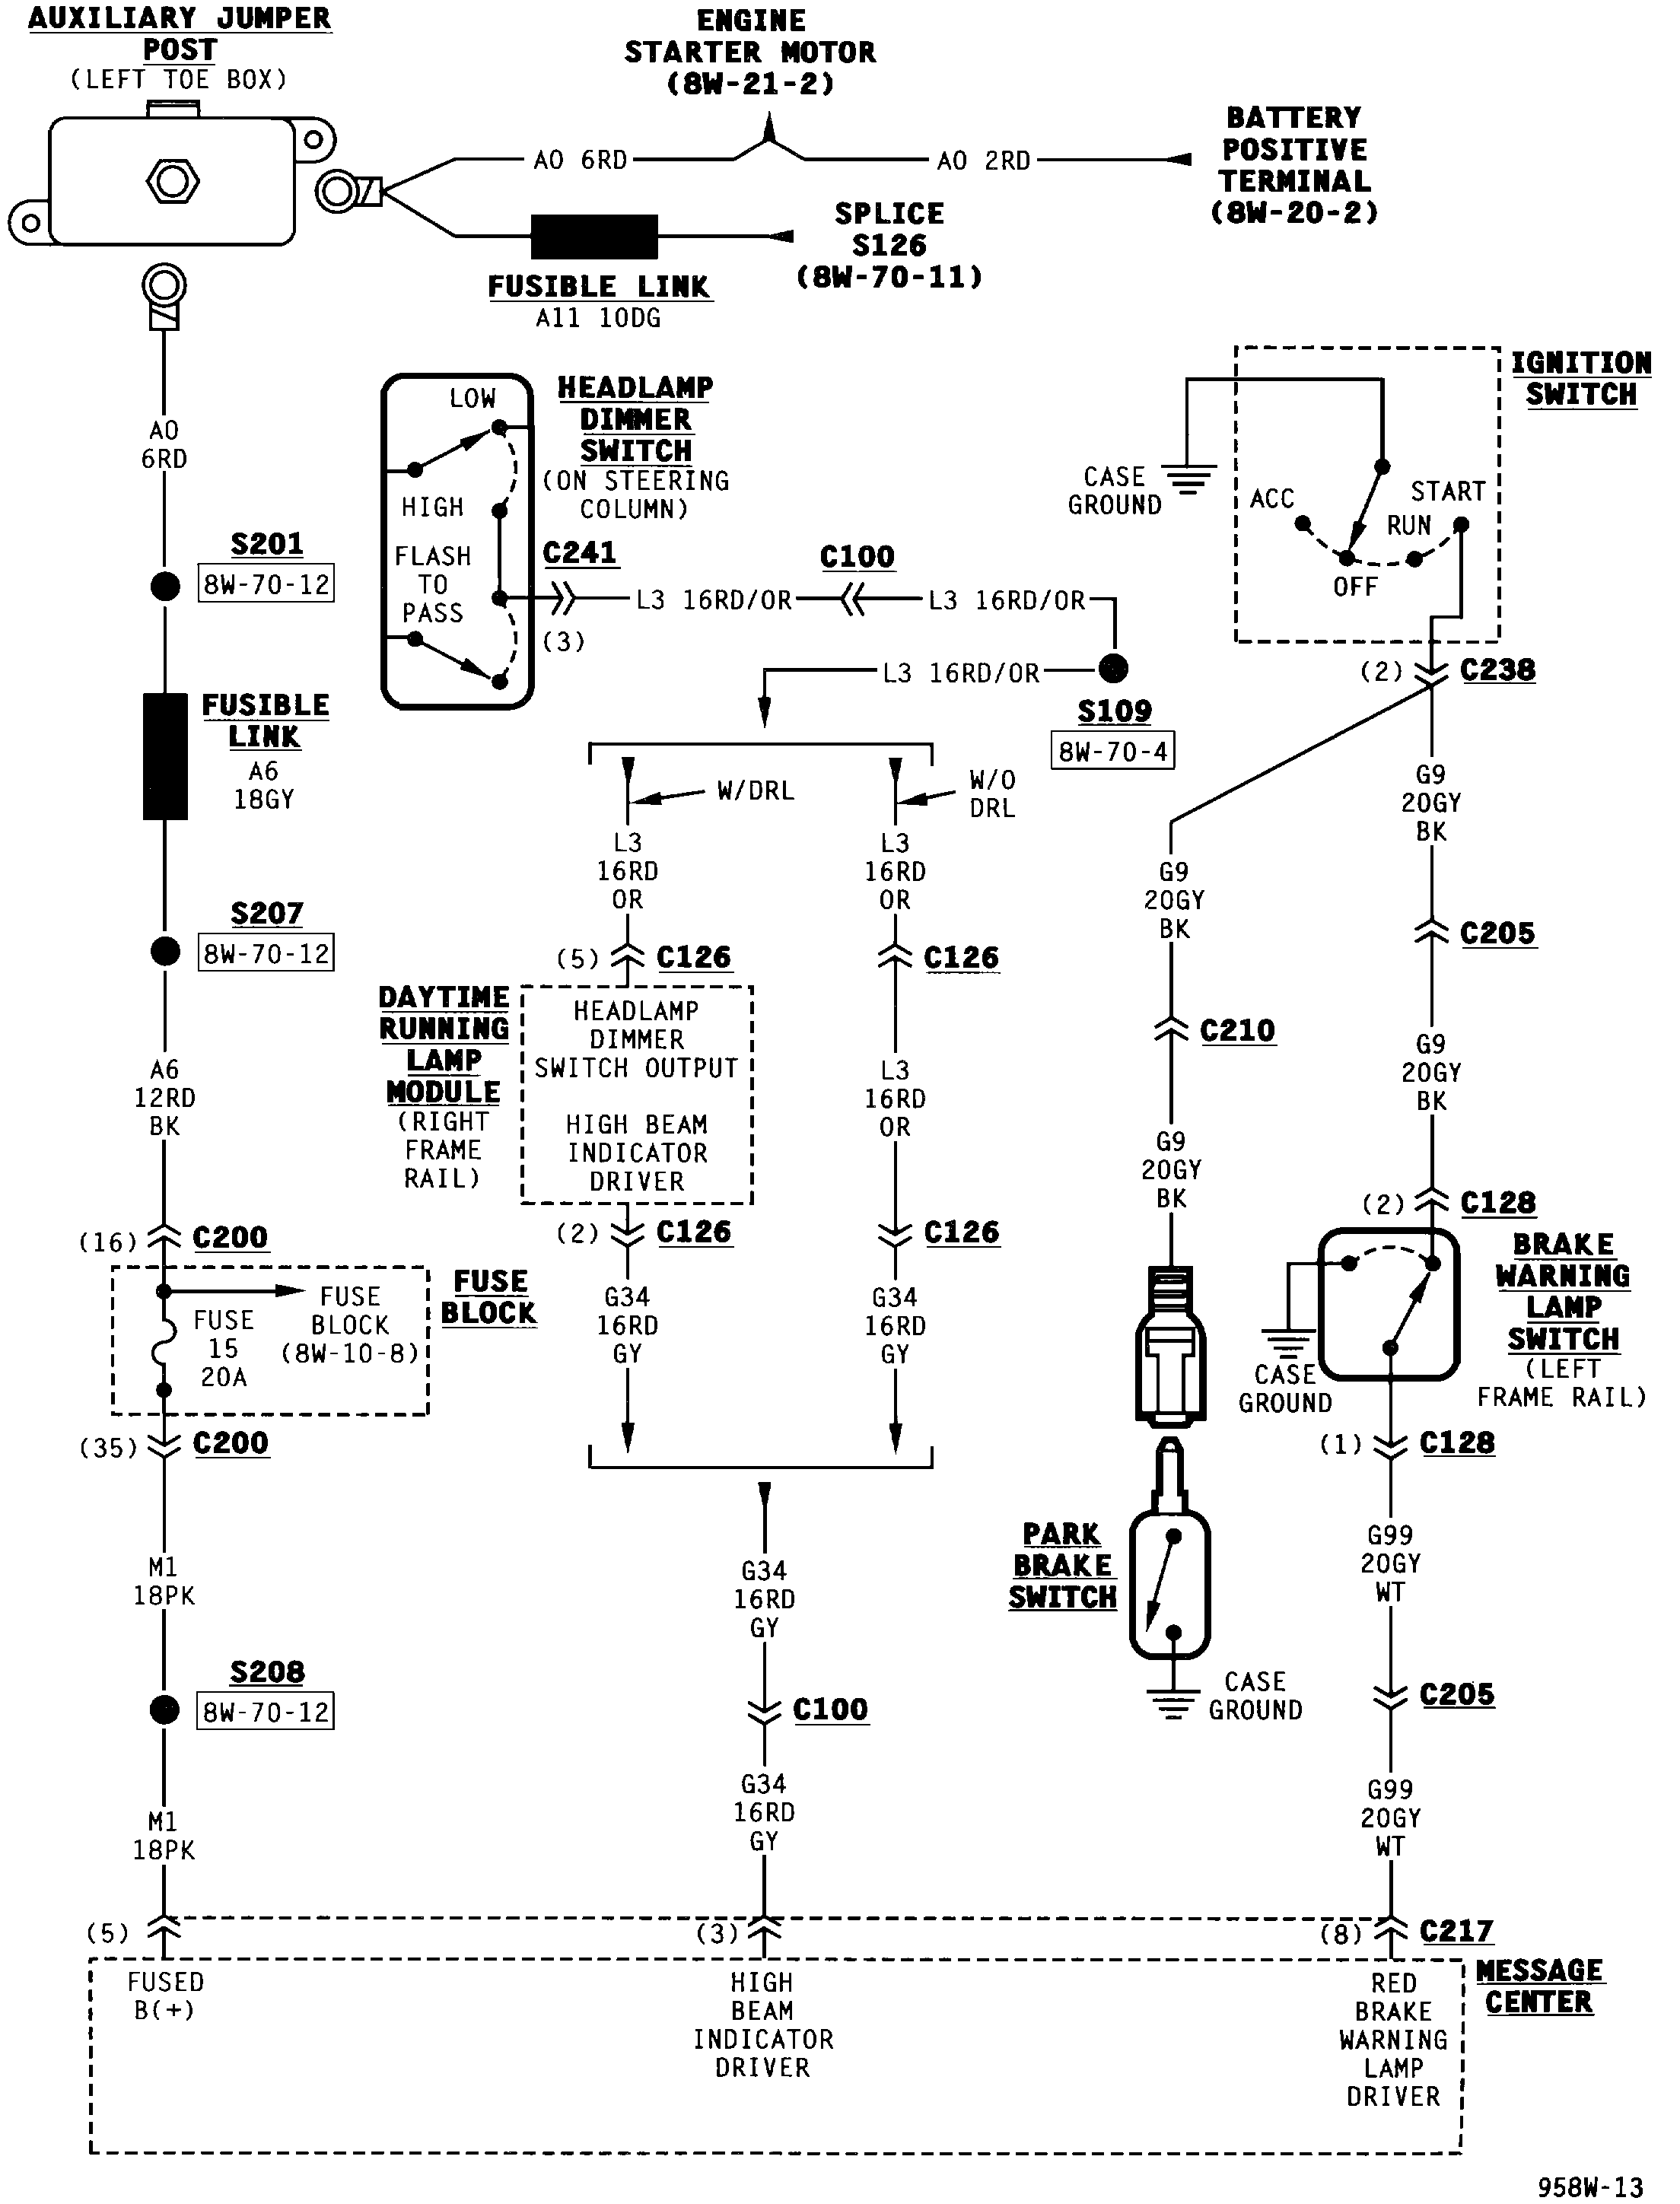 AUXILIARY JUMPER
POST
(LEFT TOE BOX)
ENGINE
STARTER MOTOR
(8W-21-2)
BATTERY
POSITIVE
TERMINAL
(8W-20-2)
A0 6RD
A0 2RD
SPLICE
S126
(8W-70-11)
FUSIBLE LINK
A11 10DG
A0
6RD
LOW
HIGH
FLASH
TO
PASS
HEADLAMP
DIMMER
SWITCH
(ON STEERING
COLUMN)
IGNITION
SWITCH
CASE
GROUND
ACC
START
RUN
OFF
S201
8W-70-12
C241
(3)
L3 16RD/OR
C100
L3 16RD/OR
L3 16RD/OR
S109
8W-70-4
(2)
C238
FUSIBLE
LINK
A6
18GY
W/DRL
W/O
DRL
L3
16RD
OR
L3
16RD
OR
G9
20GY
BK
G9
20GY
BK
S207
8W-70-12
(5)
C126
C126
C205
DAYTIME
RUNNING
LAMP
MODULE
(RIGHT
FRAME
RAIL)
HEADLAMP
DIMMER
SWITCH OUTPUT
HIGH BEAM
INDICATOR
DRIVER
C210
L3
16RD
OR
G9
20GY
BK
G9
20GY
BK
A6
12RD
BK
(16)
C200
(2)
C126
C126
(2)
C128
FUSE
BLOCK
FUSE
15
20A
FUSE
BLOCK
(8W-10-8)
G34
16RD
GY
G34
16RD
GY
BRAKE
WARNING
LAMP
SWITCH
(LEFT
FRAME RAIL)
CASE
GROUND
(35)
C200
(1)
C128
M1
18PK
G34
16RD
GY
PARK
BRAKE
SWITCH
G99
20GY
WT
S208
8W-70-12
C100
CASE
GROUND
C205
M1
18PK
G34
16RD
GY
G99
20GY
WT
(5)
(3)
(8)
C217
FUSED
B(+)
HIGH
BEAM
INDICATOR
DRIVER
RED
BRAKE
WARNING
LAMP
DRIVER
MESSAGE
CENTER
958W-13